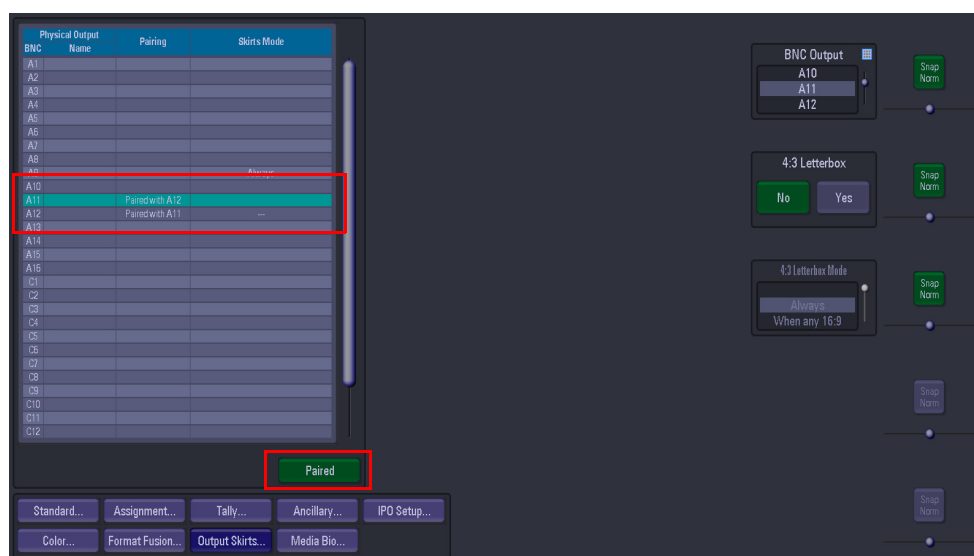 Physical Output
BNC Name Pairing Skirts Mode
A1
A2
A3
A4
A5
A6
A7
A8
A9 Always
A10
A11 Paired with A12
A12 Paired with A11 ---
A13
A14
A15
A16
C1
C2
C3
C4
C5
C6
C7
C8
C9
C10
C11
C12
Paired
Standard... Assignment... Tally... Ancillary... IPO Setup...
Color... Format Fusion... Output Skirts... Media Bio...
BNC Output
A10
A11
A12
Snap
Norm
4:3 Letterbox
No Yes
Snap
Norm
4:3 Letterbox Mode
Always
When any 16:9
Snap
Norm
Snap
Norm
Snap
Norm